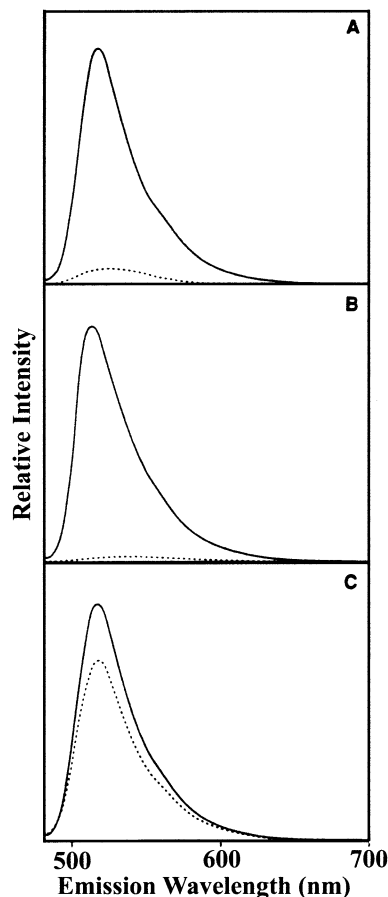 A
B
C
Relative Intensity
500 600 700
Emission Wavelength (nm)